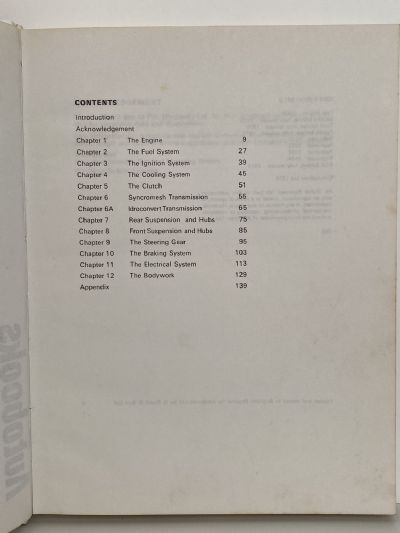 CONTENTS
Introduction
Acknowledgement
Chapter 1 The Engine 9
Chapter 2 The Fuel System 27
Chapter 3 The Ignition System 39
Chapter 4 The Cooling System 45
Chapter 5 The Clutch 51
Chapter 6 Syncromesh Transmission 55
Chapter 6A Idroconvert Transmission 65
Chapter 7 Rear Suspension and Hubs 75
Chapter 8 Front Suspension and Hubs 85
Chapter 9 The Steering Gear 95
Chapter 10 The Braking System 103
Chapter 11 The Electrical System 113
Chapter 12 The Bodywork 129
Appendix 139
Autobooks